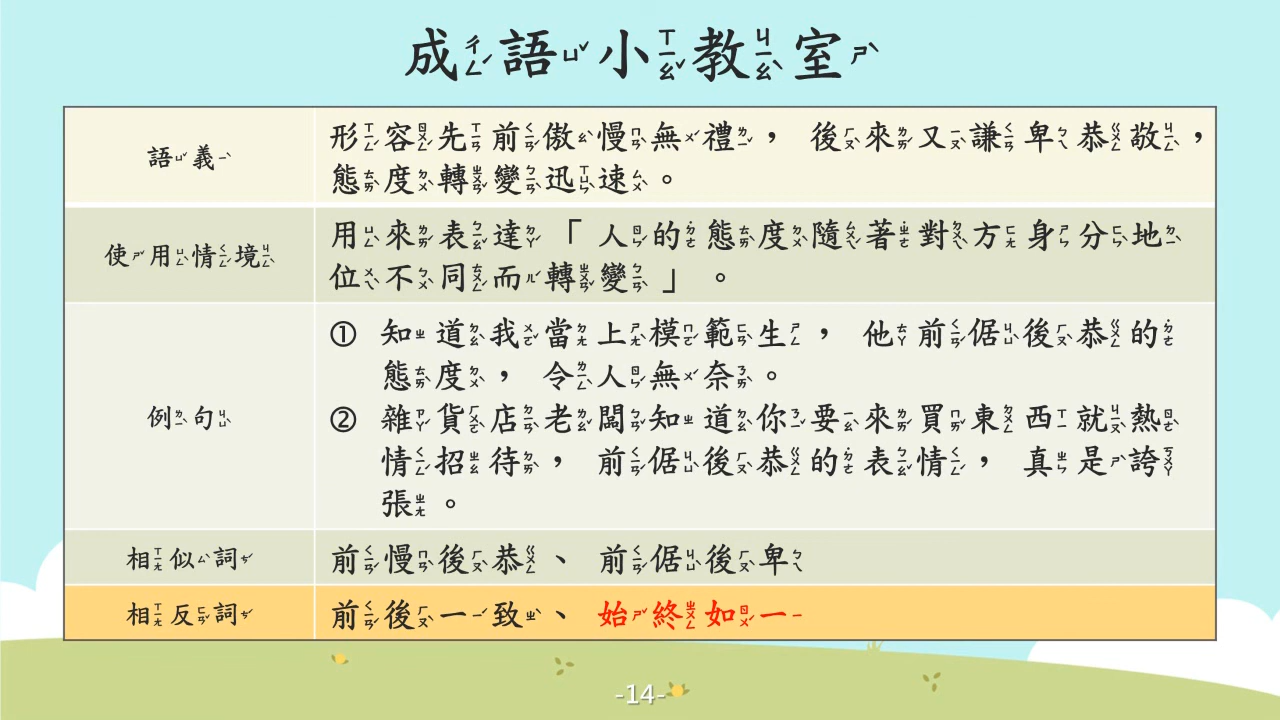 成語小教室
語義
形容先前傲慢無禮，後來又謙卑恭敬，
態度轉變迅速。
使用情境
用來表達「人的態度隨著對方身分地
位不同而轉變」。
例句
① 知道我當上模範生，他前倨後恭的
態度，令人無奈。
② 雜貨店老闆知道你要來買東西就熱
情招待，前倨後恭的表情，真是誇
張。
相似詞
前慢後恭、前倨後卑
相反詞
前後一致、始終如一
-14-